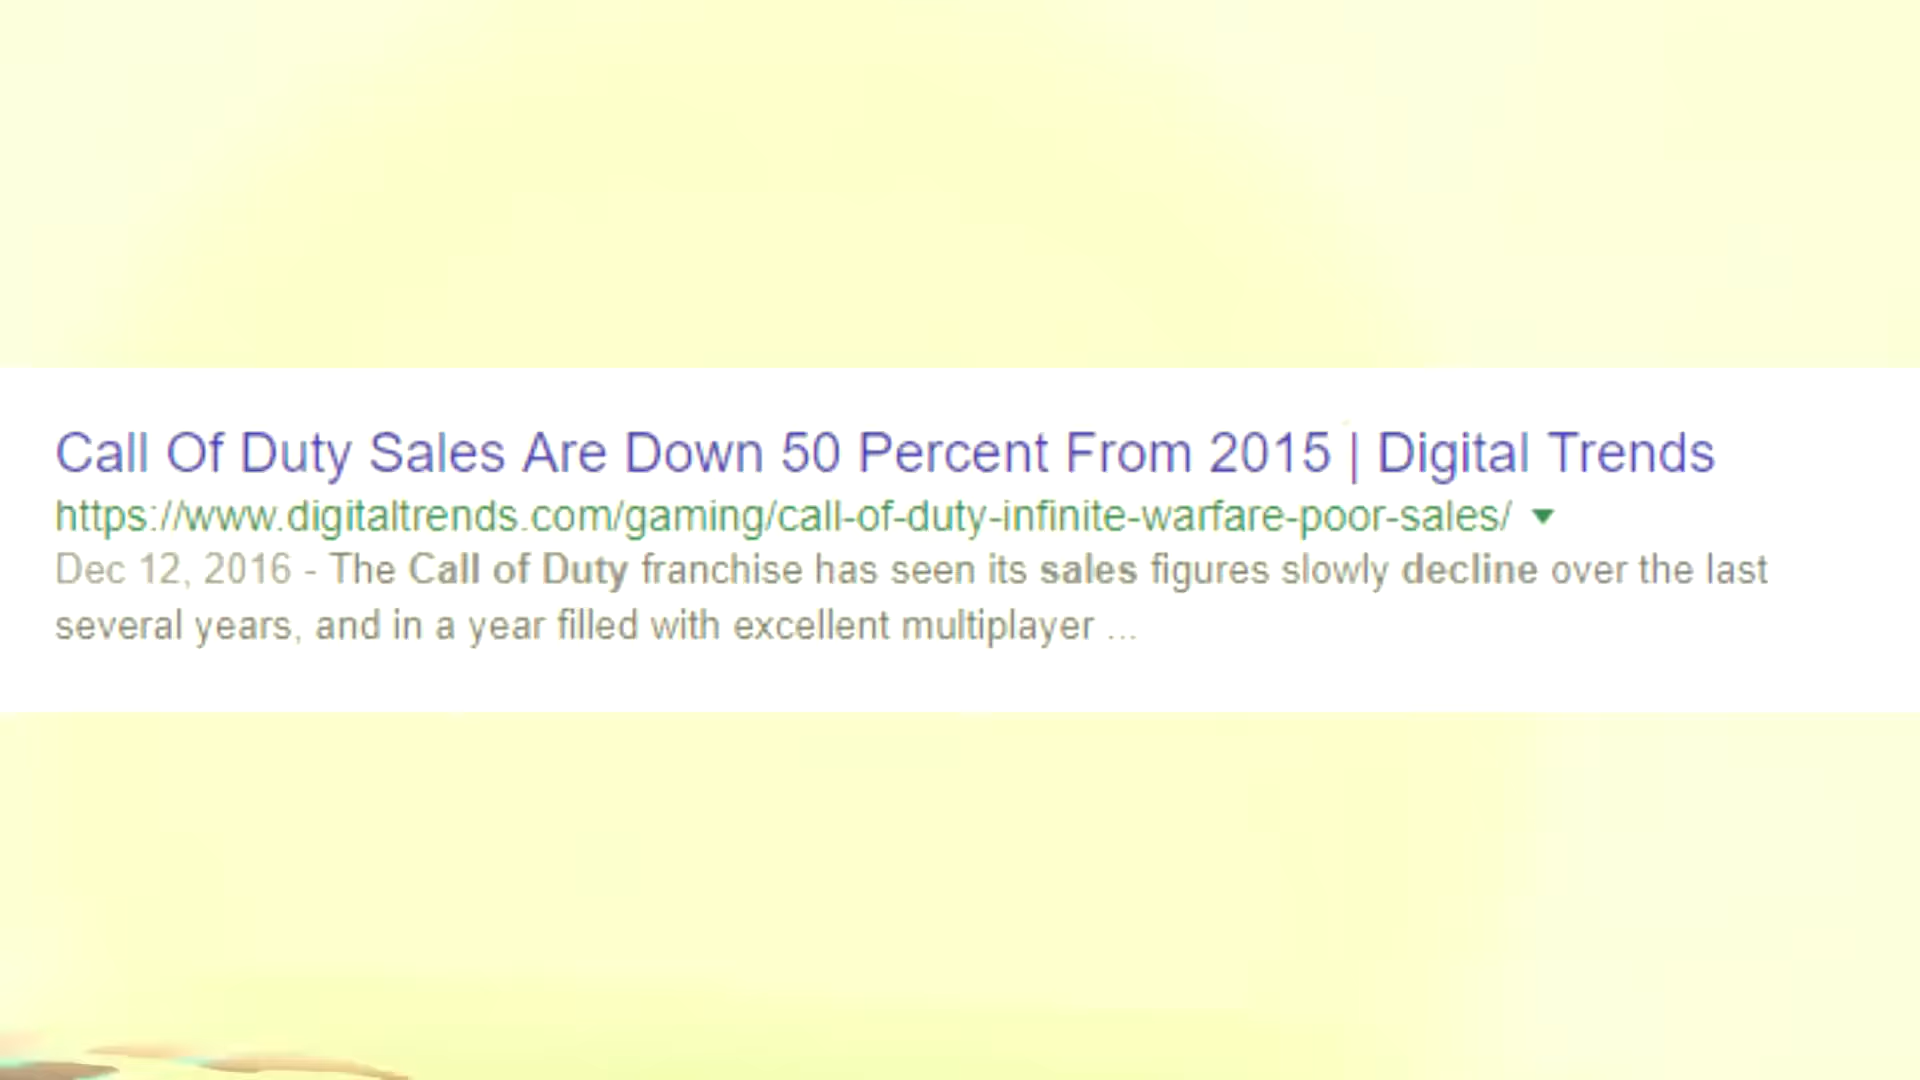 Call Of Duty Sales Are Down 50 Percent From 2015 | Digital Trends
https://www.digitaltrends.com/gaming/call-of-duty-infinite-warfare-poor-sales/
Dec 12, 2016 - The Call of Duty franchise has seen its sales figures slowly decline over the last
several years, and in a year filled with excellent multiplayer ...